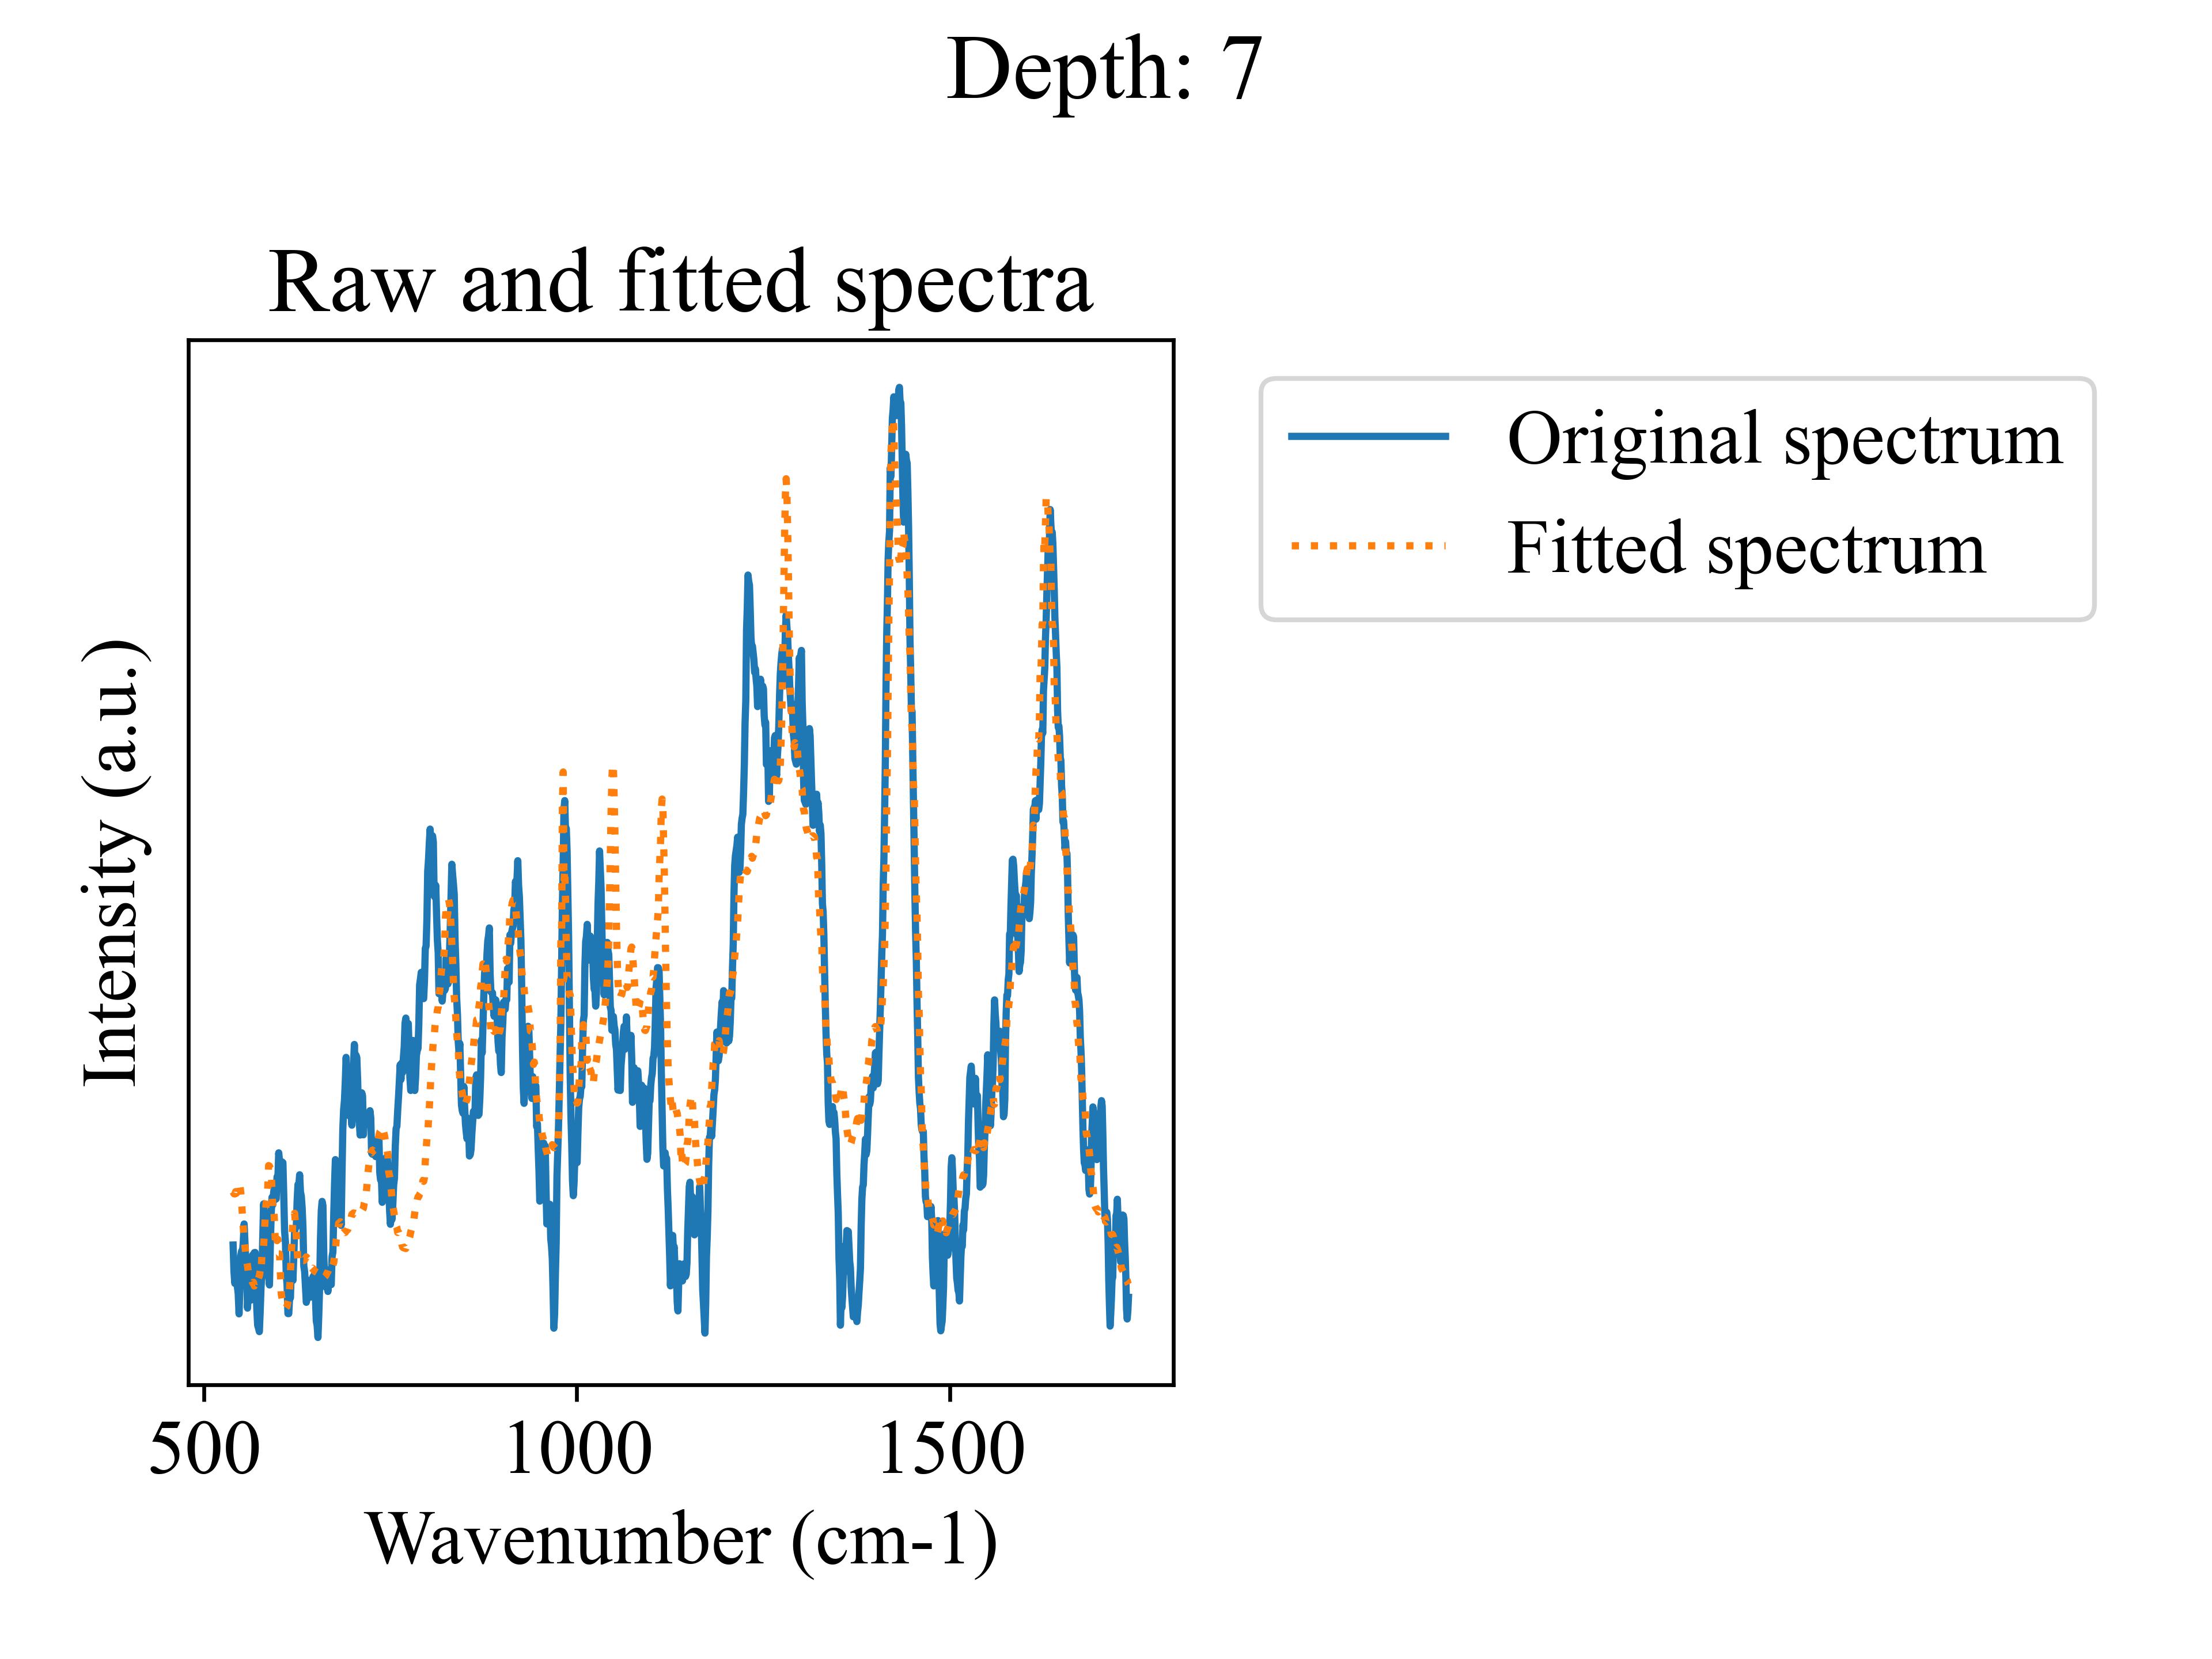 Depth: 7
Raw and fitted spectra
Original spectrum
Fitted spectrum
Intensity (a.u.)
500 1000 1500
Wavenumber (cm-1)